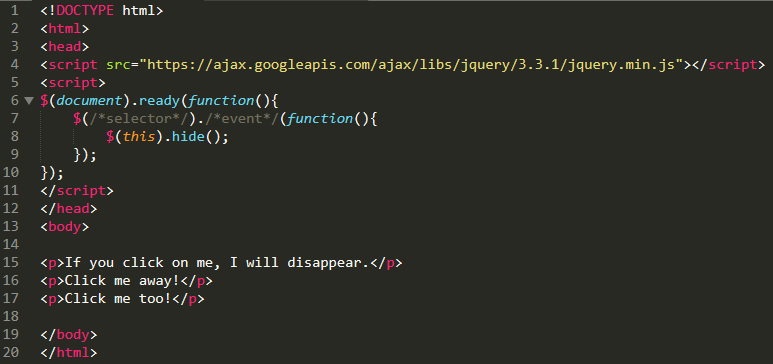 1 <!DOCTYPE html>
2 <html>
3 <head>
4 <script src="https://ajax.googleapis.com/ajax/libs/jquery/3.3.1/jquery.min.js"></script>
5 <script>
6 $(document).ready(function(){
7     $(/*selector*/)./*event*/(function(){
8         $(this).hide();
9     });
10 });
11 </script>
12 </head>
13 <body>
14
15 <p>If you click on me, I will disappear.</p>
16 <p>Click me away!</p>
17 <p>Click me too!</p>
18
19 </body>
20 </html>